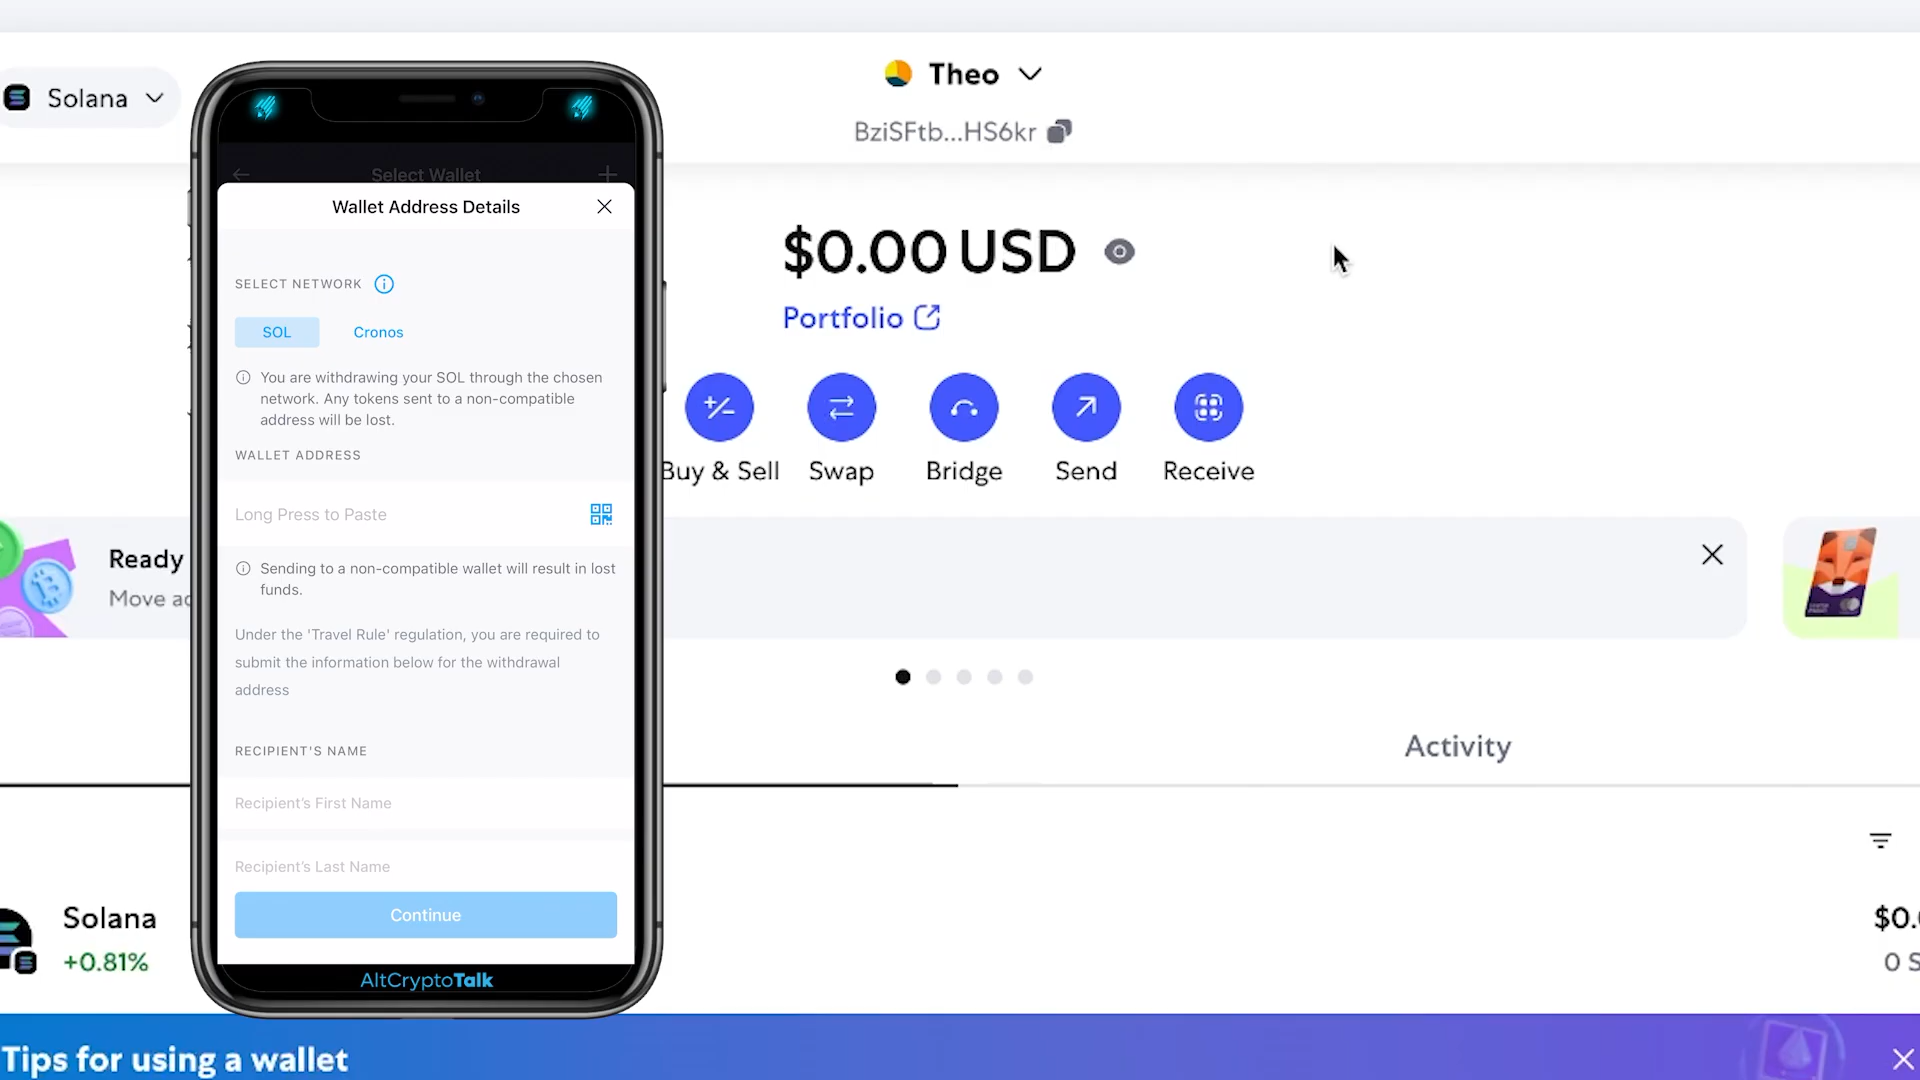 Solana
Theo
BziSFtb...HS6kr
Select Wallet
Wallet Address Details
SELECT NETWORK
SOL
Cronos
You are withdrawing your SOL through the chosen
network. Any tokens sent to a non-compatible
address will be lost.
WALLET ADDRESS
Long Press to Paste
Sending to a non-compatible wallet will result in lost
funds.
Under the 'Travel Rule' regulation, you are required to
submit the information below for the withdrawal
address
RECIPIENT'S NAME
Recipient's First Name
Recipient's Last Name
Continue
AltCryptoTalk
$0.00 USD
Portfolio
Buy & Sell
Swap
Bridge
Send
Receive
Ready
Move
Activity
Solana
+0.81%
$0.
0 S
Tips for using a wallet